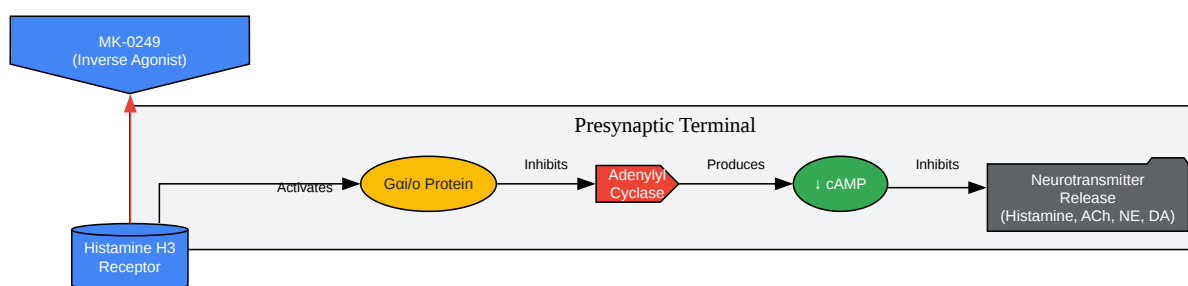 MK-0249
(Inverse Agonist)
Presynaptic Terminal
Activates
Gαi/o Protein
Inhibits
Adenylyl
Cyclase
Produces
↓ cAMP
Inhibits
Neurotransmitter
Release
(Histamine, ACh, NE, DA)
Histamine H3
Receptor